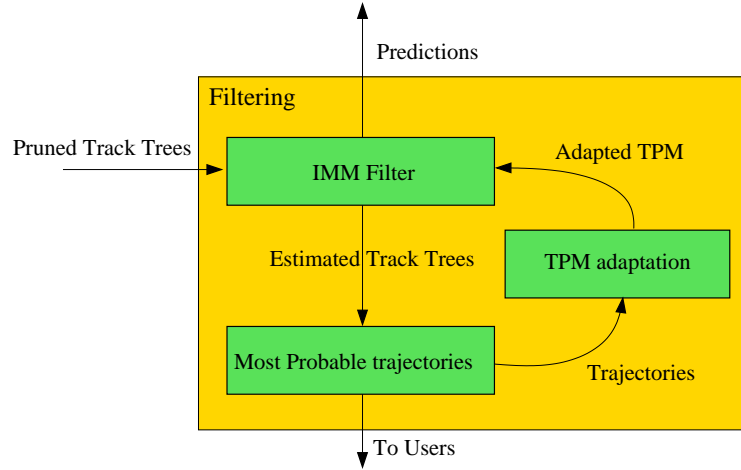 Predictions
Filtering
Pruned Track Trees
Adapted TPM
IMM Filter
Estimated Track Trees
TPM adaptation
Most Probable trajectories
Trajectories
To Users